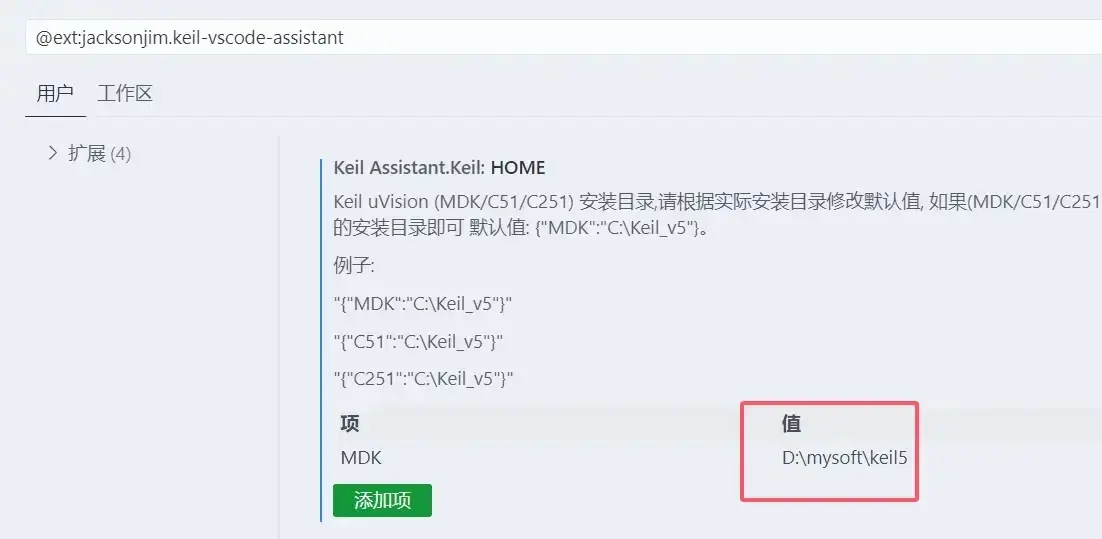 @ext:jacksonjim.keil-vscode-assistant
用户 工作区
扩展 (4)
Keil Assistant.Keil: HOME
Keil uVision (MDK/C51/C251) 安装目录,请根据实际安装目录修改默认值, 如果(MDK/C51/C251
的安装目录即可 默认值: {"MDK":"C:\Keil_v5"}。
例子:
"{"MDK":"C:\Keil_v5"}"
"{"C51":"C:\Keil_v5"}"
"{"C251":"C:\Keil_v5"}"
项 值
MDK D:\mysoft\keil5
添加项